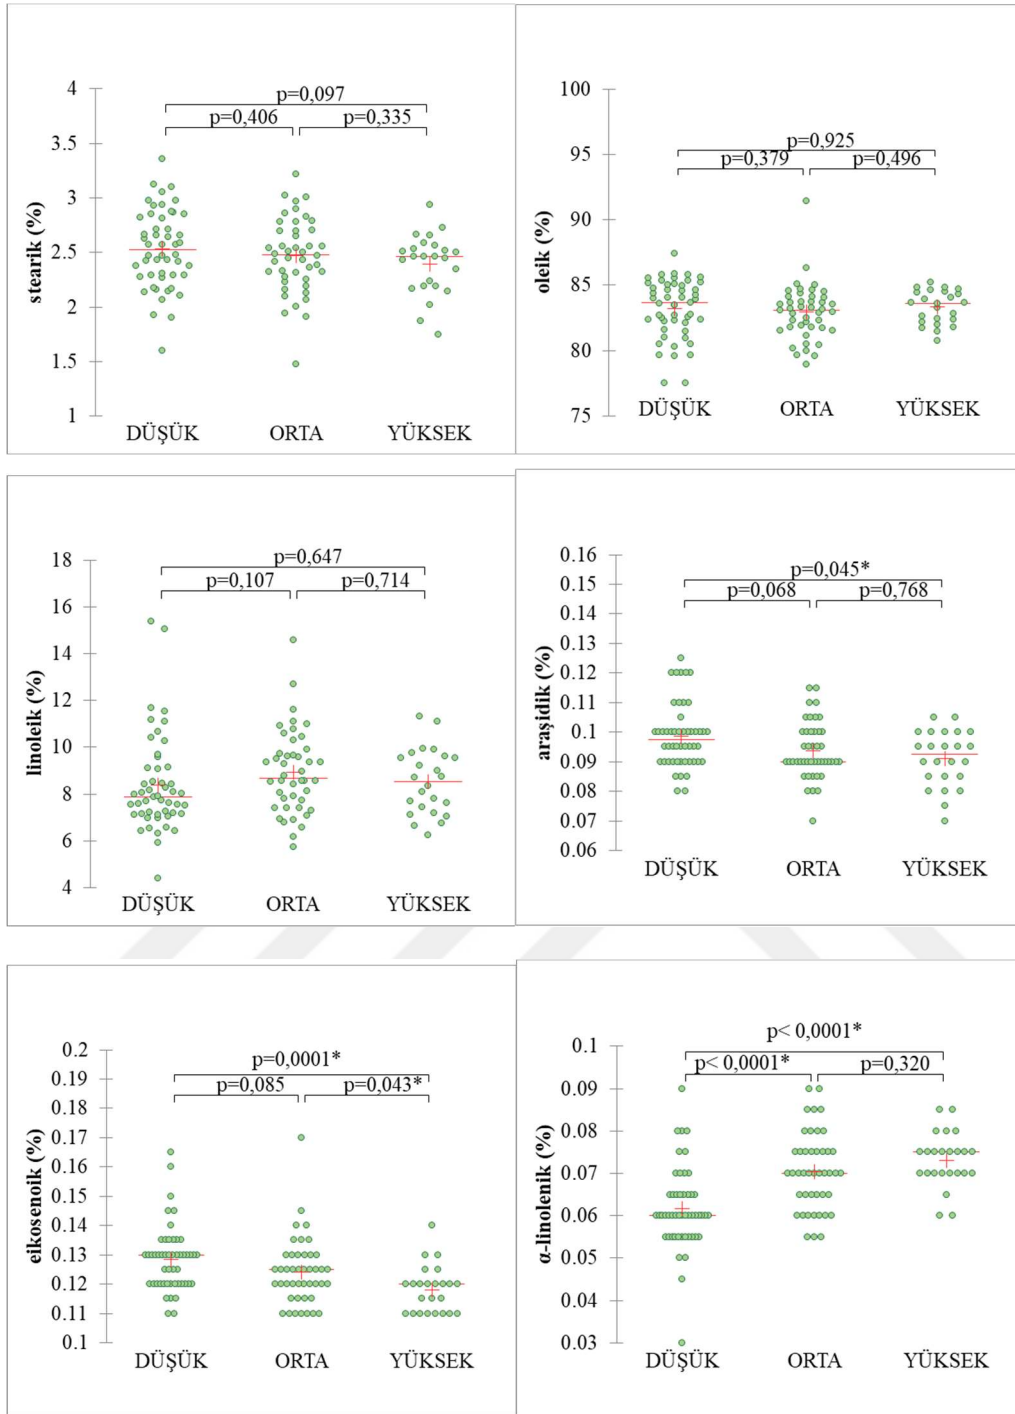 stearik (%)
4
3.5
3
2.5
2
1.5
1
p=0,097
p=0,406
p=0,335
DÜŞÜK
ORTA
YÜKSEK
oleik (%)
100
95
90
85
80
75
p=0,925
p=0,379
p=0,496
DÜŞÜK
ORTA
YÜKSEK
linoleik (%)
18
16
14
12
10
8
6
4
p=0,647
p=0,107
p=0,714
DÜŞÜK
ORTA
YÜKSEK
araşidik (%)
0.16
0.15
0.14
0.13
0.12
0.11
0.1
0.09
0.08
0.07
0.06
p=0,045*
p=0,068
p=0,768
DÜŞÜK
ORTA
YÜKSEK
eikosenoik (%)
0.2
0.19
0.18
0.17
0.16
0.15
0.14
0.13
0.12
0.11
0.1
p=0,0001*
p=0,085
p=0,043*
DÜŞÜK
ORTA
YÜKSEK
α-linolenik (%)
0.1
0.09
0.08
0.07
0.06
0.05
0.04
0.03
p< 0,0001*
p< 0,0001*
p=0,320
DÜŞÜK
ORTA
YÜKSEK